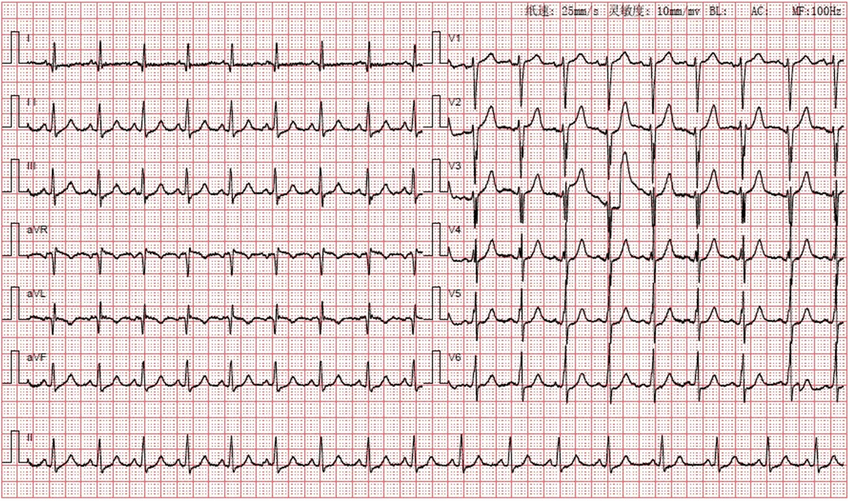 纸速: 25mm/s 灵敏度: 10mm/mv BL: AC: MF:100Hz
I V1
II V2
III V3
aVR V4
aVL V5
aVF V6
II